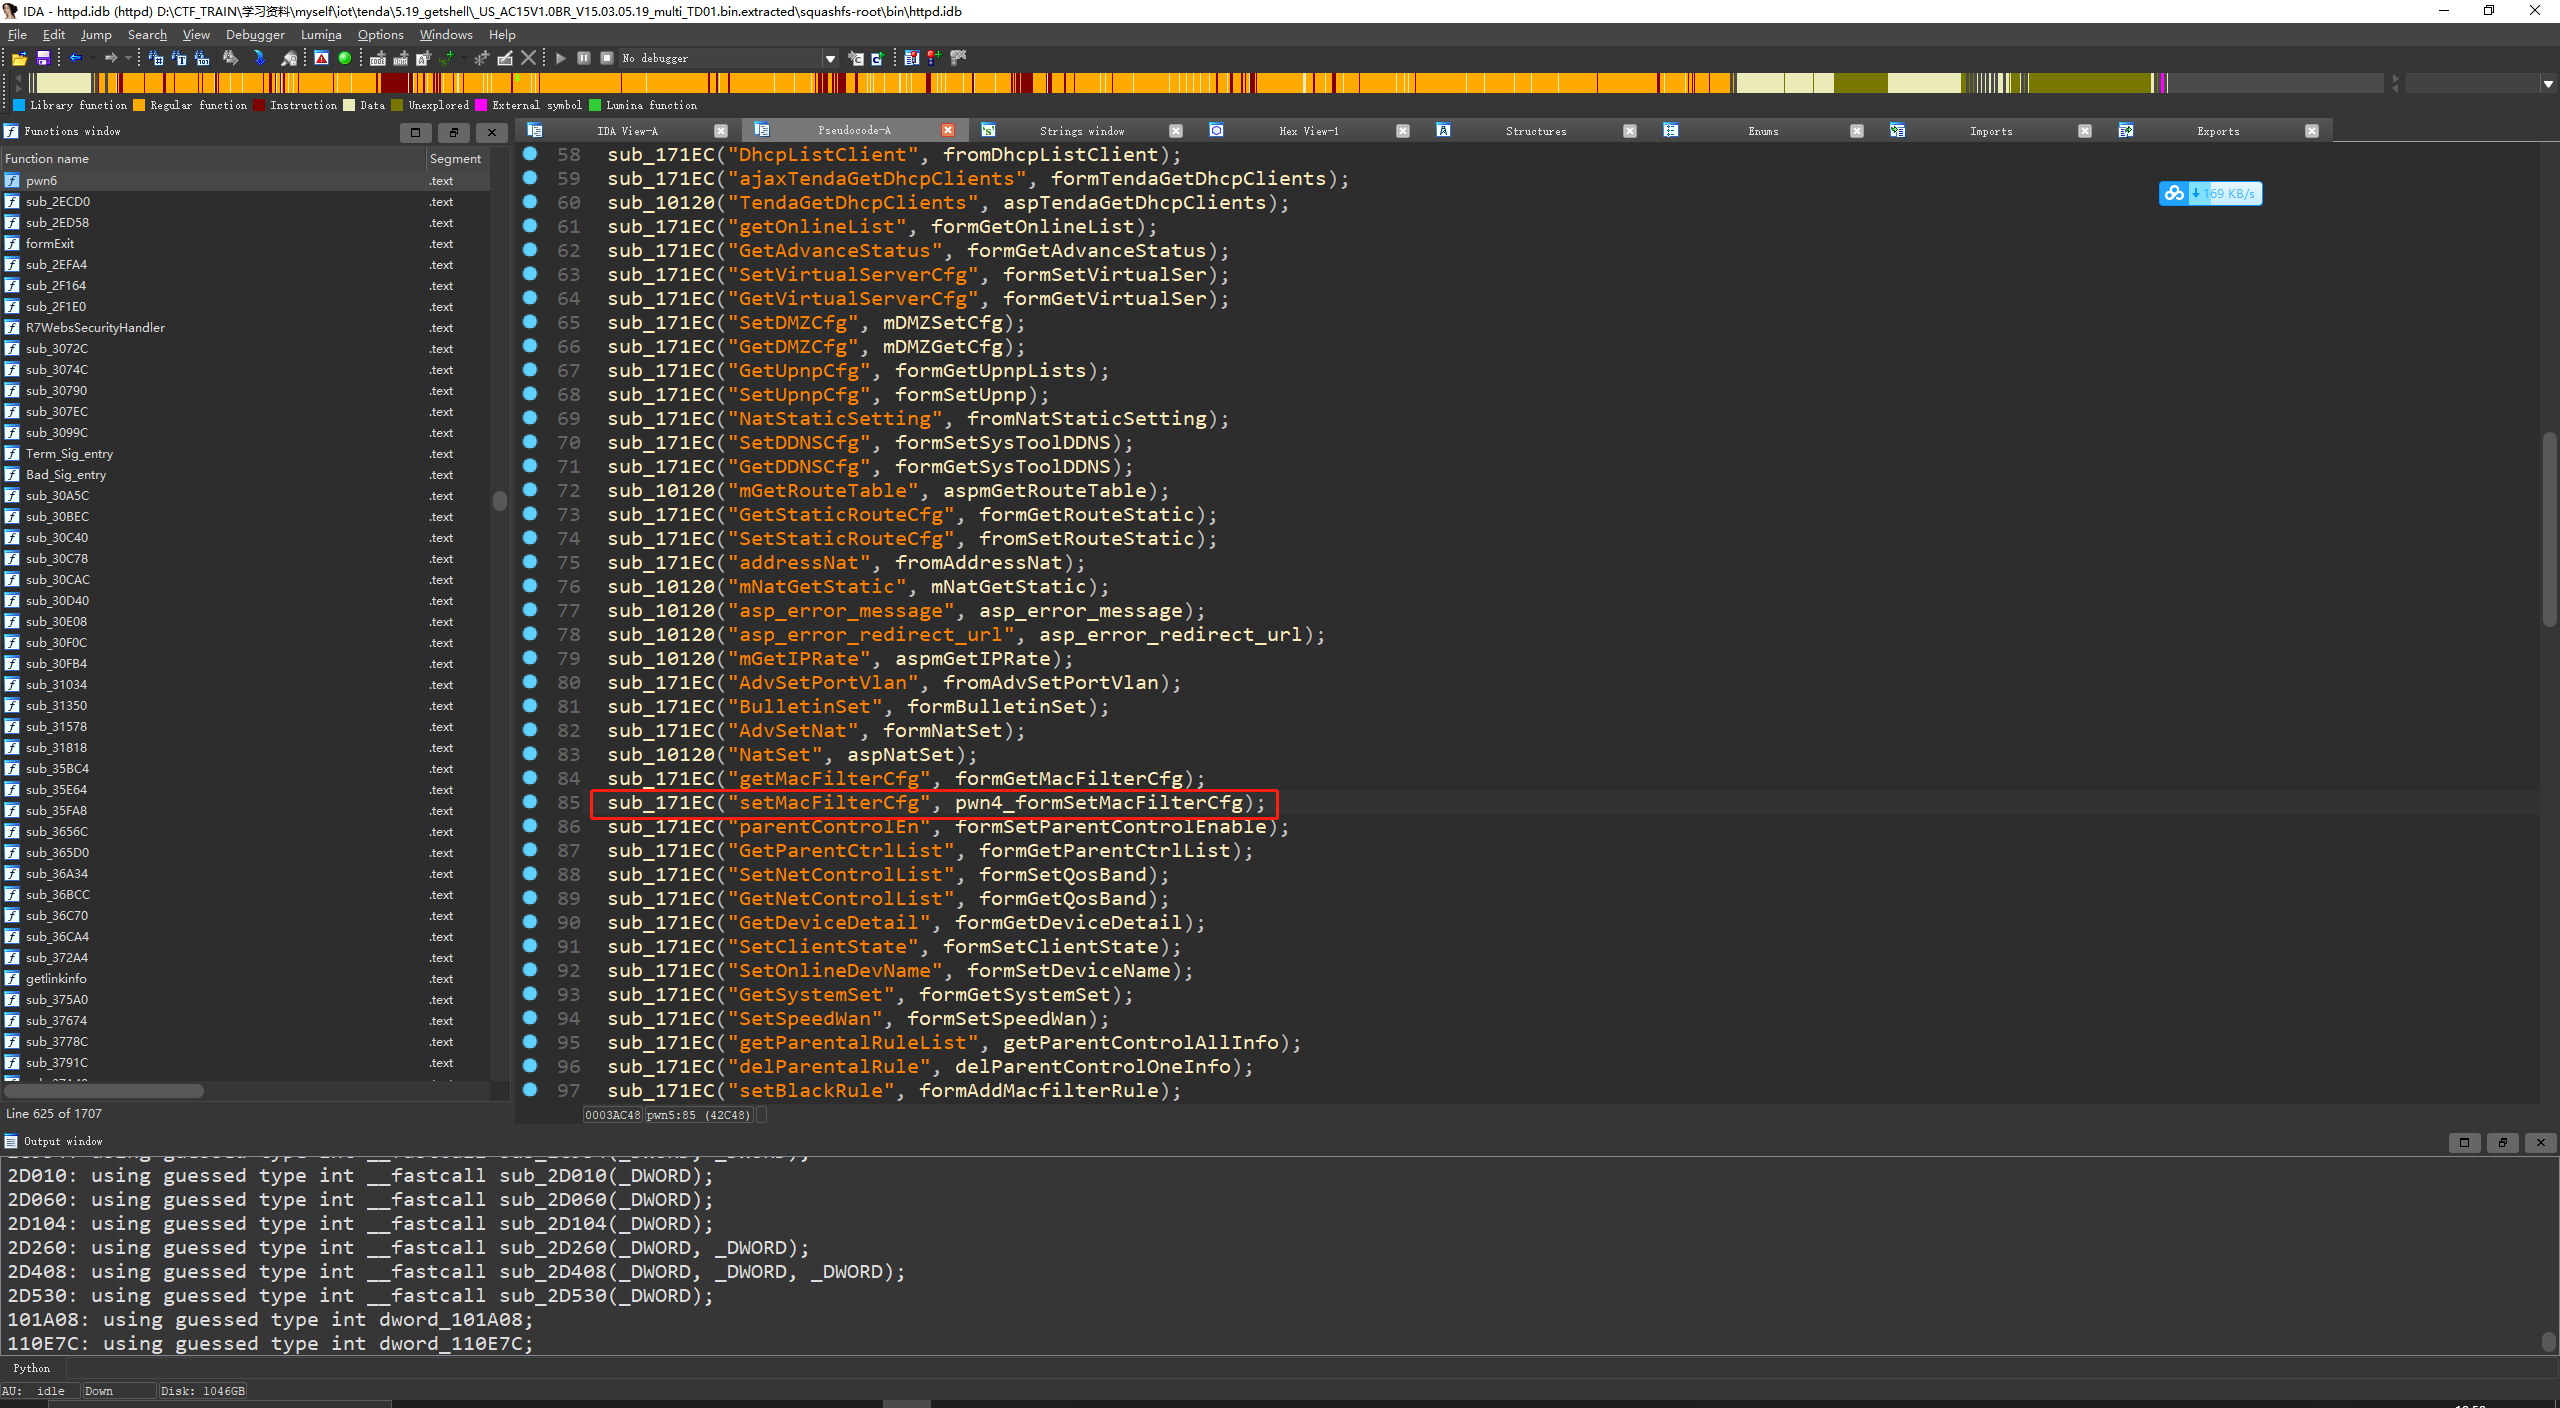 IDA - httpd.idb (httpd) D:\CTF_TRAIN\学习资料\myself\iot\tenda\5.19_getshell\_US_AC15V1.0BR_V15.03.05.19_multi_TD01.bin.extracted\squashfs-root\bin\httpd.idb
File Edit Jump Search View Debugger Lumina Options Windows Help
No debugger
Library function Regular function Instruction Data Unexplored External symbol Lumina function
Functions window
IDA View-A Pseudocode-A Strings window Hex View-1 Structures Enums Imports Exports
Function name Segment
pwn6 .text
sub_2ECD0 .text
sub_2ED58 .text
formExit .text
sub_2EFA4 .text
sub_2F164 .text
sub_2F1E0 .text
R7WebsSecurityHandler .text
sub_3072C .text
sub_3074C .text
sub_30790 .text
sub_307EC .text
sub_3099C .text
Term_Sig_entry .text
Bad_Sig_entry .text
sub_30A5C .text
sub_30BEC .text
sub_30C40 .text
sub_30C78 .text
sub_30CAC .text
sub_30D40 .text
sub_30E08 .text
sub_30F0C .text
sub_30FB4 .text
sub_31034 .text
sub_31350 .text
sub_31578 .text
sub_31818 .text
sub_35BC4 .text
sub_35E64 .text
sub_35FA8 .text
sub_3656C .text
sub_365D0 .text
sub_36A34 .text
sub_36BCC .text
sub_36C70 .text
sub_36CA4 .text
sub_372A4 .text
getlinkinfo .text
sub_375A0 .text
sub_37674 .text
sub_3778C .text
sub_3791C .text
Line 625 of 1707
58 sub_171EC("DhcpListClient", fromDhcpListClient);
59 sub_171EC("ajaxTendaGetDhcpClients", formTendaGetDhcpClients);
60 sub_10120("TendaGetDhcpClients", aspTendaGetDhcpClients);
61 sub_171EC("getOnlineList", formGetOnlineList);
62 sub_171EC("GetAdvanceStatus", formGetAdvanceStatus);
63 sub_171EC("SetVirtualServerCfg", formSetVirtualSer);
64 sub_171EC("GetVirtualServerCfg", formGetVirtualSer);
65 sub_171EC("SetDMZCfg", mDMZSetCfg);
66 sub_171EC("GetDMZCfg", mDMZGetCfg);
67 sub_171EC("GetUpnpCfg", formGetUpnpLists);
68 sub_171EC("SetUpnpCfg", formSetUpnp);
69 sub_171EC("NatStaticSetting", fromNatStaticSetting);
70 sub_171EC("SetDDNSCfg", formSetSysToolDDNS);
71 sub_171EC("GetDDNSCfg", formGetSysToolDDNS);
72 sub_10120("mGetRouteTable", aspmGetRouteTable);
73 sub_171EC("GetStaticRouteCfg", formGetRouteStatic);
74 sub_171EC("SetStaticRouteCfg", fromSetRouteStatic);
75 sub_171EC("addressNat", fromAddressNat);
76 sub_10120("mNatGetStatic", mNatGetStatic);
77 sub_10120("asp_error_message", asp_error_message);
78 sub_10120("asp_error_redirect_url", asp_error_redirect_url);
79 sub_10120("mGetIPRate", aspmGetIPRate);
80 sub_171EC("AdvSetPortVlan", fromAdvSetPortVlan);
81 sub_171EC("BulletinSet", formBulletinSet);
82 sub_171EC("AdvSetNat", formNatSet);
83 sub_10120("NatSet", aspNatSet);
84 sub_171EC("getMacFilterCfg", formGetMacFilterCfg);
85 sub_171EC("setMacFilterCfg", pwn4_formSetMacFilterCfg);
86 sub_171EC("parentControlEn", formSetParentControlEnable);
87 sub_171EC("GetParentCtrlList", formGetParentCtrlList);
88 sub_171EC("SetNetControlList", formSetQosBand);
89 sub_171EC("GetNetControlList", formGetQosBand);
90 sub_171EC("GetDeviceDetail", formGetDeviceDetail);
91 sub_171EC("SetClientState", formSetClientState);
92 sub_171EC("SetOnlineDevName", formSetDeviceName);
93 sub_171EC("GetSystemSet", formGetSystemSet);
94 sub_171EC("SetSpeedWan", formSetSpeedWan);
95 sub_171EC("getParentalRuleList", getParentControlAllInfo);
96 sub_171EC("delParentalRule", delParentControlOneInfo);
97 sub_171EC("setBlackRule", formAddMacfilterRule);
169 KB/s
0003AC48 pwn5:85 (42C48)
Output window
2D010: using guessed type int __fastcall sub_2D010(_DWORD);
2D060: using guessed type int __fastcall sub_2D060(_DWORD);
2D104: using guessed type int __fastcall sub_2D104(_DWORD);
2D260: using guessed type int __fastcall sub_2D260(_DWORD, _DWORD);
2D408: using guessed type int __fastcall sub_2D408(_DWORD, _DWORD, _DWORD);
2D530: using guessed type int __fastcall sub_2D530(_DWORD);
101A08: using guessed type int dword_101A08;
110E7C: using guessed type int dword_110E7C;
Python
AU: idle Down Disk: 1046GB